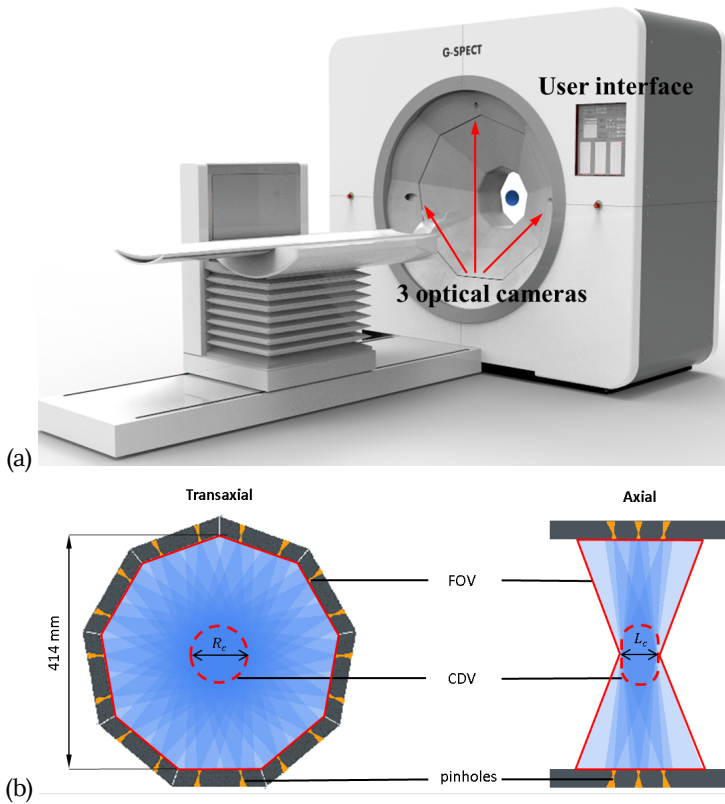 G-SPECT
User interface
3 optical cameras
(a)
Transaxial
Axial
414 mm
FOV
R_c
L_c
CDV
pinholes
(b)